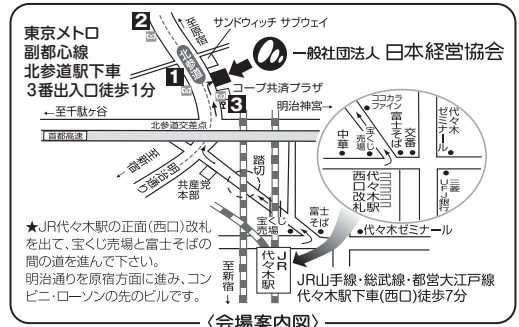 東京メトロ
副都心線
北参道駅下車
3番出入口徒歩1分
2
至原宿
サンドウィッチ サブウェイ
北参道
1
一般社団法人 日本経営協会
コープ共済プラザ
3
明治神宮→
←至千駄ヶ谷
北参道交差点
首都高速
至新宿
明治通り
共産党
本部
踏切
ココカラ
ファイン
代々木
ゼミナール
中華
宝くじ
売場
富士そば
交番
代々木駅
西口改札
三菱
UFJ銀行
★JR代々木駅の正面(西口)改札
を出て、宝くじ売場と富士そばの
間の道を進んで下さい。
明治通りを原宿方面に進み、コン
ビニ・ローソンの先のビルです。
宝くじ
売場
富士
そば
代々木ゼミナール
至新宿
JR
代々木駅
JR山手線・総武線・都営大江戸線
代々木駅下車(西口)徒歩7分
〈会場案内図〉